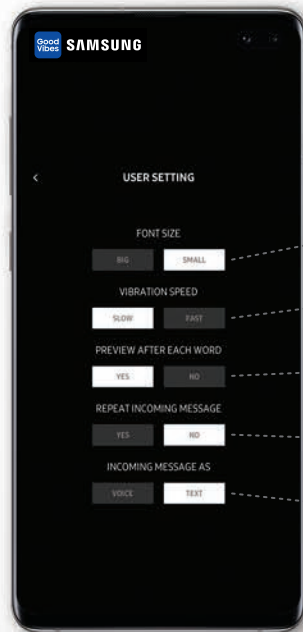 Good
Vibes
SAMSUNG
USER SETTING
FONT SIZE
BIG SMALL
VIBRATION SPEED
SLOW FAST
PREVIEW AFTER EACH WORD
YES NO
REPEAT INCOMING MESSAGE
YES NO
INCOMING MESSAGE AS
VOICE TEXT